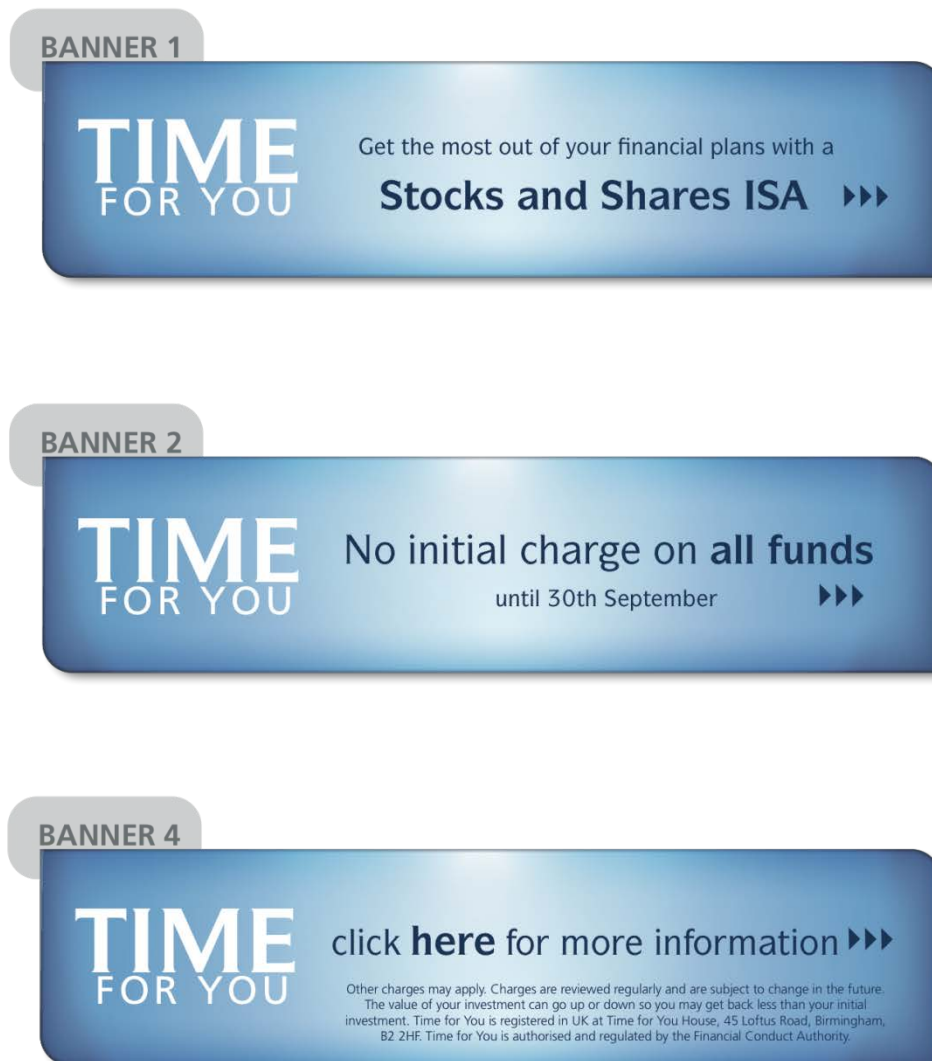 BANNER 1
TIME
FOR YOU
Get the most out of your financial plans with a
Stocks and Shares ISA
BANNER 2
TIME
FOR YOU
No initial charge on all funds
until 30th September
BANNER 4
TIME
FOR YOU
click here for more information
Other charges may apply. Charges are reviewed regularly and are subject to change in the future.
The value of your investment can go up or down so you may get back less than your initial
investment. Time for You is registered in UK at Time for You House, 45 Loftus Road, Birmingham,
B2 2HF. Time for You is authorised and regulated by the Financial Conduct Authority.